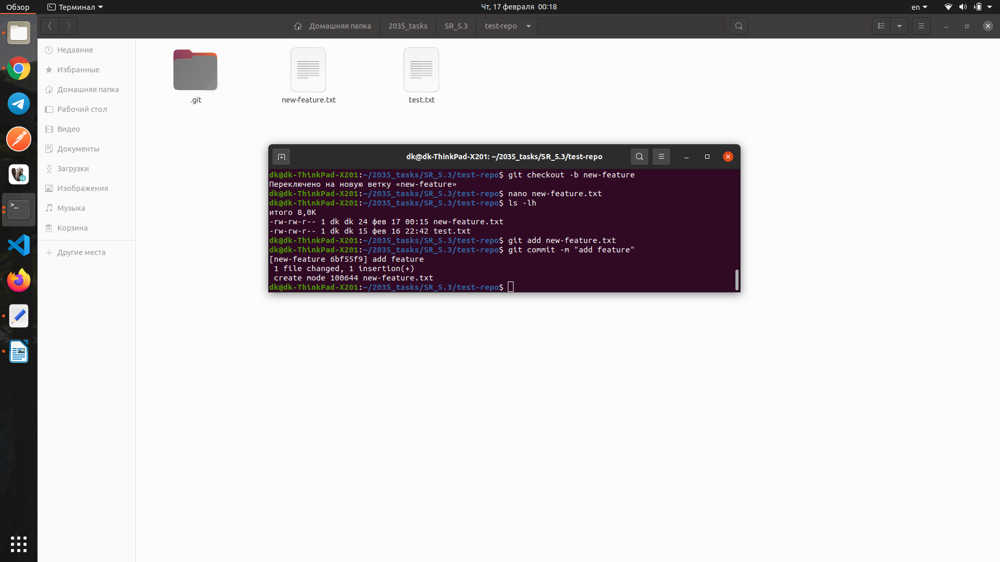 Обзор
Терминал
Чт, 17 февраля 00:18
en
Домашняя папка
2035_tasks
SR_5.3
test-repo
Недавние
Избранные
Домашняя папка
Рабочий стол
Видео
Документы
Загрузки
Изображения
Музыка
Корзина
Другие места
.git
new-feature.txt
test.txt
dk@dk-ThinkPad-X201: ~/2035_tasks/SR_5.3/test-repo
dk@dk-ThinkPad-X201:~/2035_tasks/SR_5.3/test-repo$ git checkout -b new-feature
Переключено на новую ветку «new-feature»
dk@dk-ThinkPad-X201:~/2035_tasks/SR_5.3/test-repo$ nano new-feature.txt
dk@dk-ThinkPad-X201:~/2035_tasks/SR_5.3/test-repo$ ls -lh
итого 8,0K
-rw-rw-r-- 1 dk dk 24 фев 17 00:15 new-feature.txt
-rw-rw-r-- 1 dk dk 15 фев 16 22:42 test.txt
dk@dk-ThinkPad-X201:~/2035_tasks/SR_5.3/test-repo$ git add new-feature.txt
dk@dk-ThinkPad-X201:~/2035_tasks/SR_5.3/test-repo$ git commit -m "add feature"
[new-feature 6bf55f9] add feature
 1 file changed, 1 insertion(+)
 create mode 100644 new-feature.txt
dk@dk-ThinkPad-X201:~/2035_tasks/SR_5.3/test-repo$